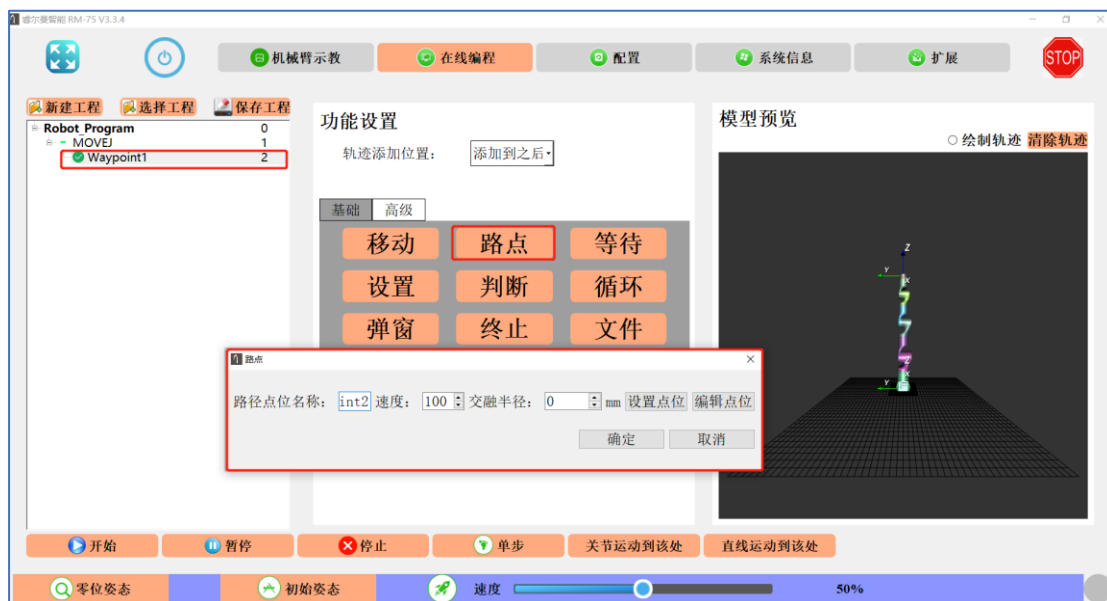 睿尔曼智能 RM-75 V3.3.4
机械臂示教 在线编程 配置 系统信息 扩展 STOP
新建工程 选择工程 保存工程
Robot_Program 0
MOVEJ 1
Waypoint1 2
功能设置
轨迹添加位置： 添加到之后
基础 高级
移动 路点 等待
设置 判断 循环
弹窗 终止 文件
模型预览
绘制轨迹 清除轨迹
Z
Y X
Z
Y X
路点
路径点位名称： int2 速度： 100 交融半径： 0 mm 设置点位 编辑点位
确定 取消
开始 暂停 停止 单步 关节运动到该处 直线运动到该处
零位姿态 初始姿态 速度 50%